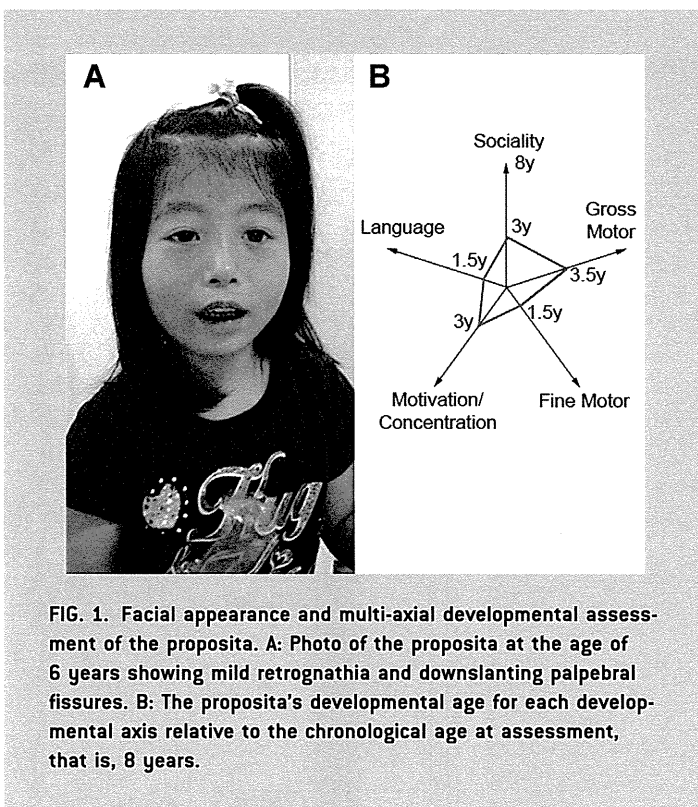 A
B
Sociality
8y
Gross
Motor
Language
3y
1.5y
3.5y
3y
1.5y
Motivation/
Concentration
Fine Motor
Hug
FIG. 1. Facial appearance and multi-axial developmental assess-
ment of the proposita. A: Photo of the proposita at the age of
6 years showing mild retrognathia and downslanting palpebral
fissures. B: The proposita's developmental age for each develop-
mental axis relative to the chronological age at assessment,
that is, 8 years.